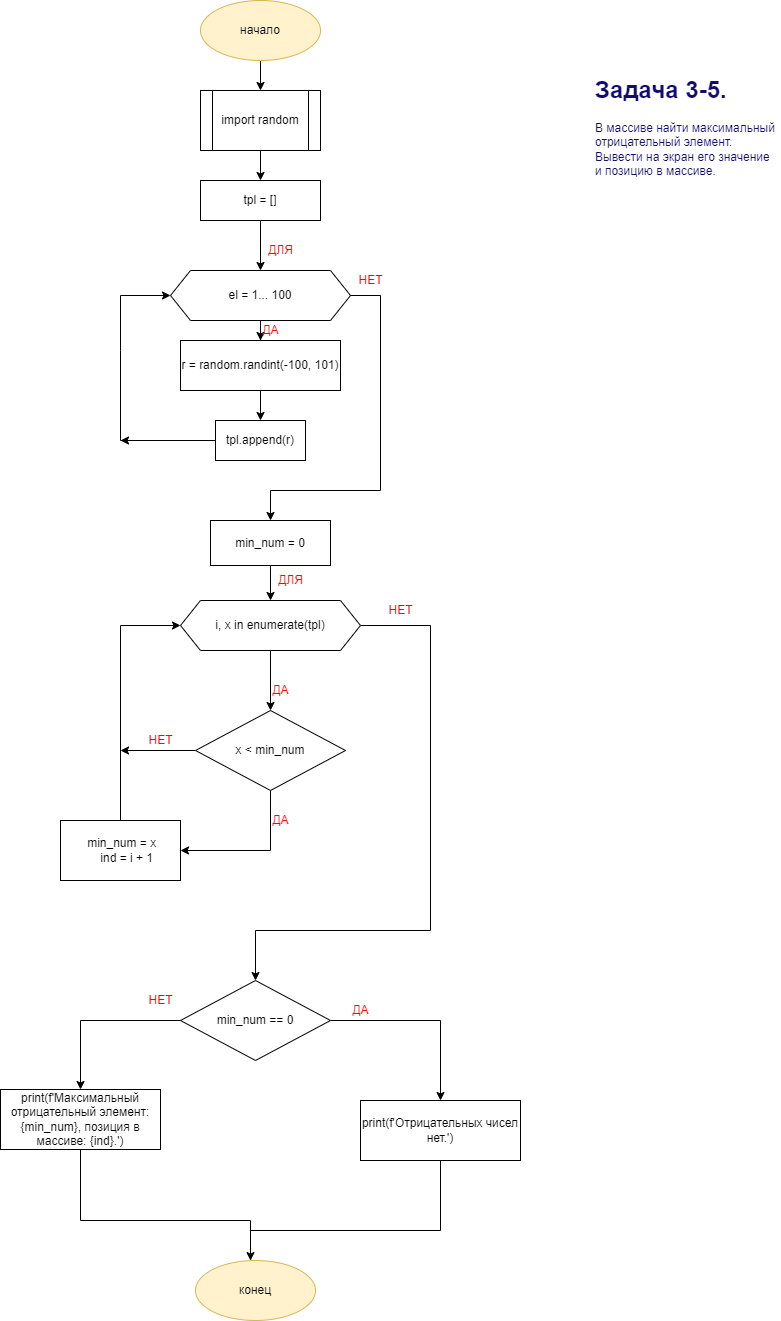 начало
Задача 3-5.
В массиве найти максимальный
отрицательный элемент.
Вывести на экран его значение
и позицию в массиве.
import random
tpl = []
ДЛЯ
el = 1... 100
НЕТ
ДА
r = random.randint(-100, 101)
tpl.append(r)
min_num = 0
ДЛЯ
i, x in enumerate(tpl)
НЕТ
ДА
x < min_num
НЕТ
ДА
min_num = x
ind = i + 1
min_num == 0
НЕТ
ДА
print(f'Максимальный
отрицательный элемент:
{min_num}, позиция в
массиве: {ind}.')
print(f'Отрицательных чисел
нет.')
конец